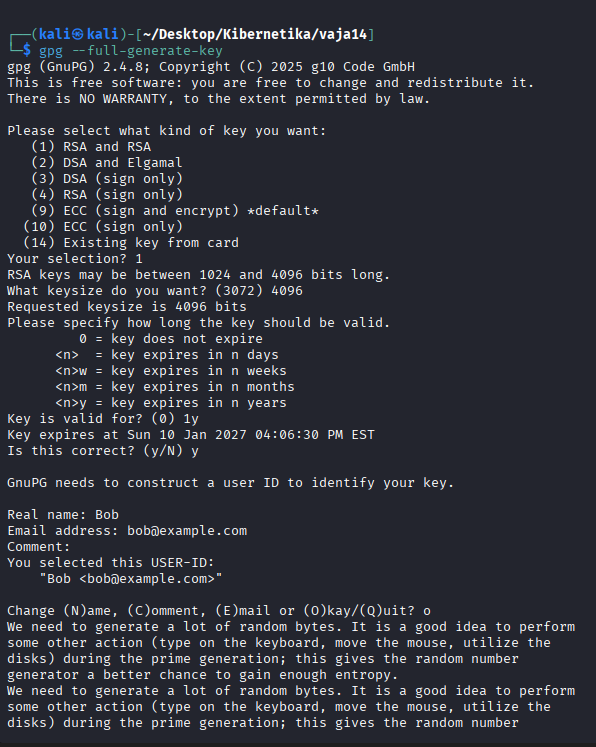 ┌──(kali㉿kali)-[~/Desktop/Kibernetika/vaja14]
└─$ gpg --full-generate-key
gpg (GnuPG) 2.4.8; Copyright (C) 2025 g10 Code GmbH
This is free software: you are free to change and redistribute it.
There is NO WARRANTY, to the extent permitted by law.

Please select what kind of key you want:
   (1) RSA and RSA
   (2) DSA and Elgamal
   (3) DSA (sign only)
   (4) RSA (sign only)
   (9) ECC (sign and encrypt) *default*
  (10) ECC (sign only)
  (14) Existing key from card
Your selection? 1
RSA keys may be between 1024 and 4096 bits long.
What keysize do you want? (3072) 4096
Requested keysize is 4096 bits
Please specify how long the key should be valid.
         0 = key does not expire
      <n>  = key expires in n days
      <n>w = key expires in n weeks
      <n>m = key expires in n months
      <n>y = key expires in n years
Key is valid for? (0) 1y
Key expires at Sun 10 Jan 2027 04:06:30 PM EST
Is this correct? (y/N) y

GnuPG needs to construct a user ID to identify your key.

Real name: Bob
Email address: bob@example.com
Comment:
You selected this USER-ID:
    "Bob <bob@example.com>"

Change (N)ame, (C)omment, (E)mail or (O)kay/(Q)uit? o
We need to generate a lot of random bytes. It is a good idea to perform
some other action (type on the keyboard, move the mouse, utilize the
disks) during the prime generation; this gives the random number
generator a better chance to gain enough entropy.
We need to generate a lot of random bytes. It is a good idea to perform
some other action (type on the keyboard, move the mouse, utilize the
disks) during the prime generation; this gives the random number